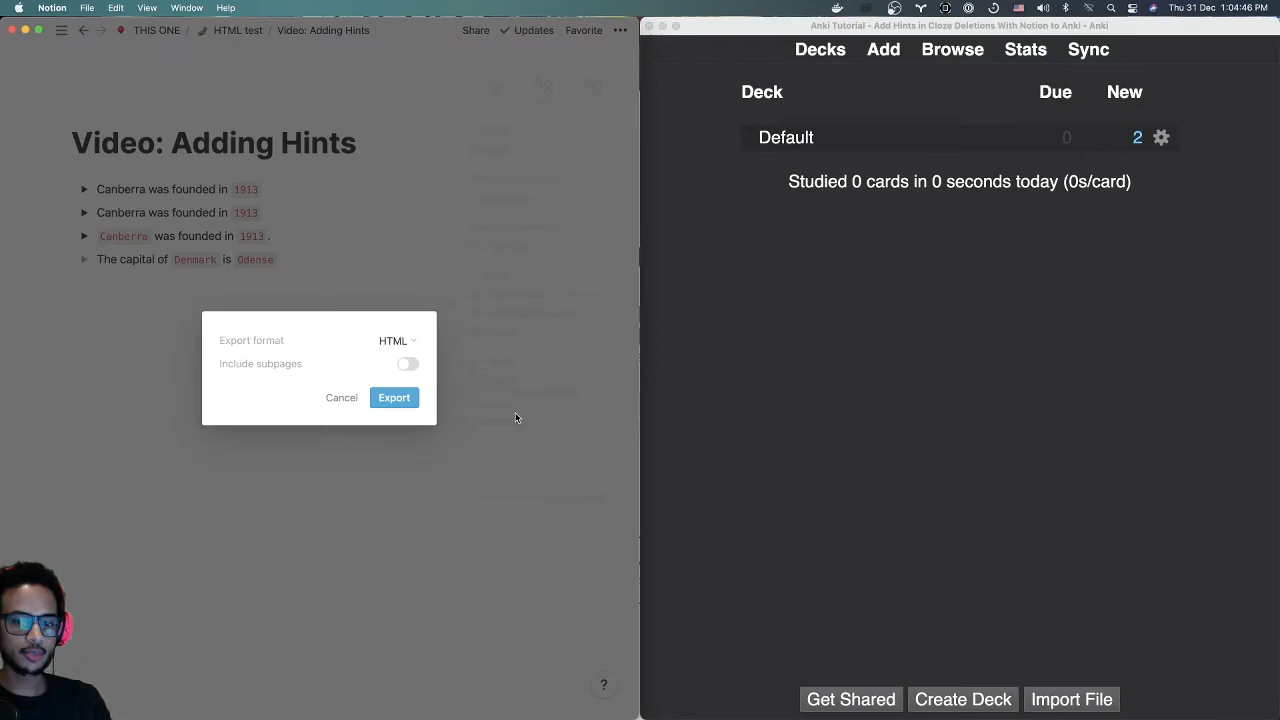 Notion File Edit View Window Help
Thu 31 Dec 1:04:46 PM
THIS ONE / HTML test / Video: Adding Hints
Share Updates Favorite
Video: Adding Hints
Canberra was founded in 1913
Canberra was founded in 1913
Canberra was founded in 1913 .
The capital of Denmark is Odense
Export format HTML
Include subpages
Cancel Export
?
Anki Tutorial - Add Hints in Cloze Deletions With Notion to Anki - Anki
Decks Add Browse Stats Sync
Deck Due New
Default 0 2
Studied 0 cards in 0 seconds today (0s/card)
Get Shared Create Deck Import File